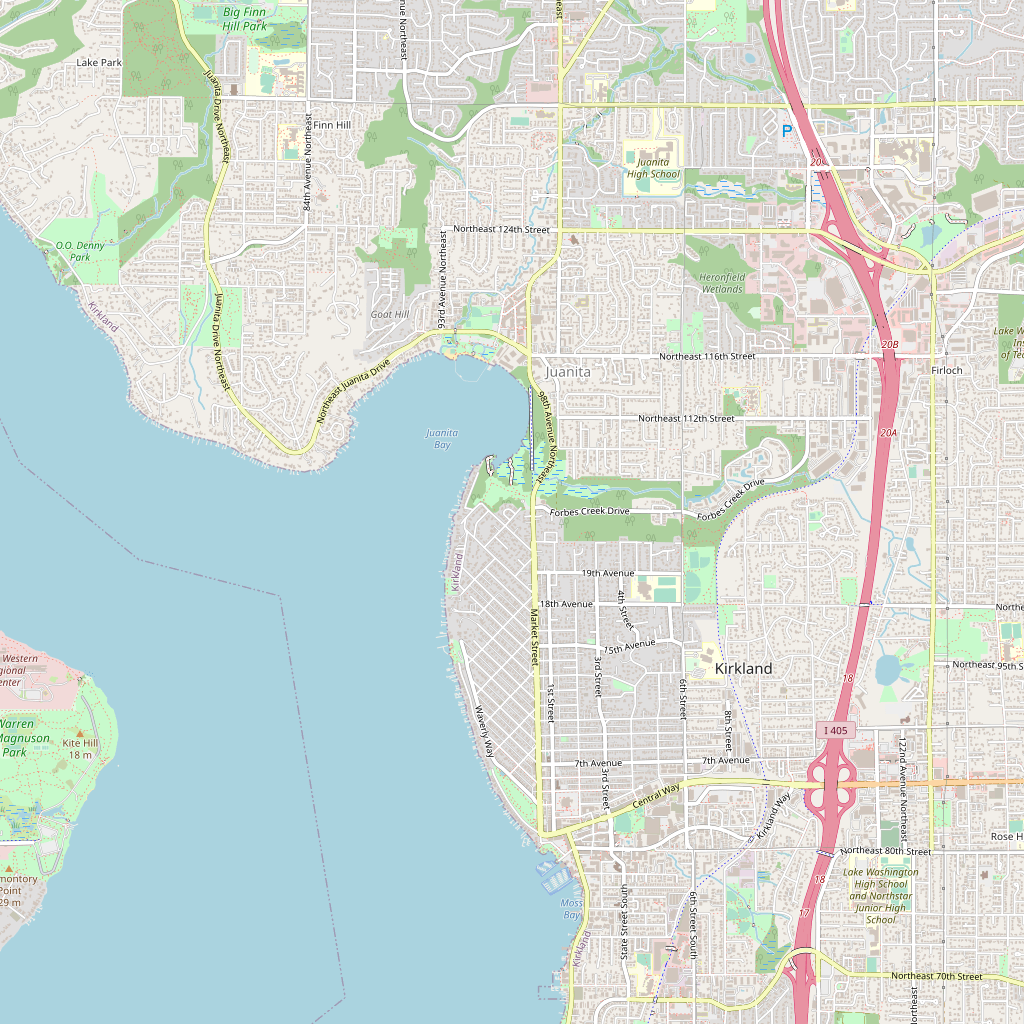 Big Finn
Hill Park
Lake Park
Juanita Drive Northeast
Finn Hill
84th Avenue Northeast
P
20
Juanita
High School
O.O. Denny
Park
Northeast 124th Street
93rd Avenue Northeast
Heronfield
Wetlands
Kirkland
Goat Hill
Juanita Drive Northeast
Northeast Juanita Drive
20B
Northeast 116th Street
Firloch
Juanita
98th Avenue Northeast
Northeast 112th Street
20A
Juanita
Bay
Forbes Creek Drive
Forbes Creek Drive
Kirkland
19th Avenue
18th Avenue
4th Street
15th Avenue
Market Street
3rd Street
Kirkland
18
Northeast 95th S
Western
gional
enter
1st Street
6th Street
8th Street
Waverly Way
Warren
Magnuson
Park
Kite Hill
18 m
I 405
122nd Avenue Northeast
7th Avenue
7th Avenue
3rd Street
Central Way
Kirkland Way
Rose H
Northeast 80th Street
18
Lake Washington
High School
and Northstar
Junior High
School
montory
Point
29 m
Moss
Bay
State Street South
6th Street South
17
Kirkland
Northeast 70th Street